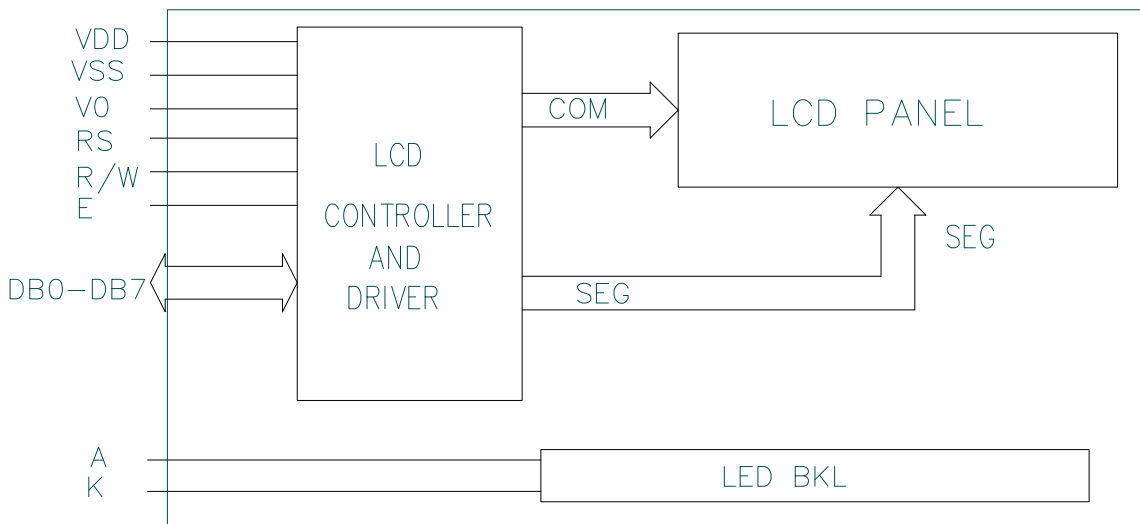 VDD
VSS
V0
RS
R/W
E
DB0-DB7
LCD
CONTROLLER
AND
DRIVER
COM
LCD PANEL
SEG
SEG
A
K
LED BKL